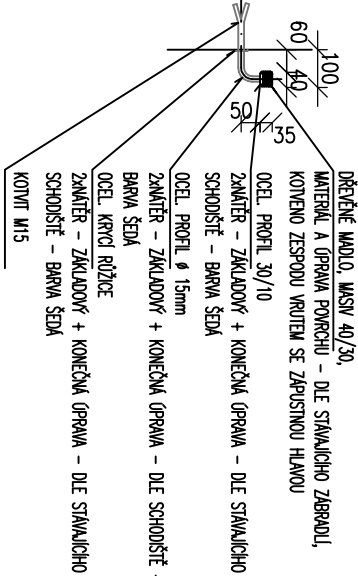 100
60
40
50
35
DŘEVĚNÉ MADLO, MASIV 40/30,
MATERIÁL A ÚPRAVA POVRCHU - DLE STÁVAJÍCÍHO ZÁBRADLÍ,
KOTVENO ZESPODU VRUTEM SE ZÁPUSTNOU HLAVOU
OCEL. PROFIL 30/10
2xNÁTĚR - ZÁKLADOVÝ + KONEČNÁ ÚPRAVA - DLE STÁVAJÍCÍHO
SCHODIŠTĚ - BARVA ŠEDÁ
OCEL. PROFIL ø 15mm
2xNÁTĚR - ZÁKLADOVÝ + KONEČNÁ ÚPRAVA - DLE SCHODIŠTĚ -
BARVA ŠEDÁ
OCEL. KRYCÍ RŮŽICE
2xNÁTĚR - ZÁKLADOVÝ + KONEČNÁ ÚPRAVA - DLE STÁVAJÍCÍHO
SCHODIŠTĚ - BARVA ŠEDÁ
KOTVIT M15